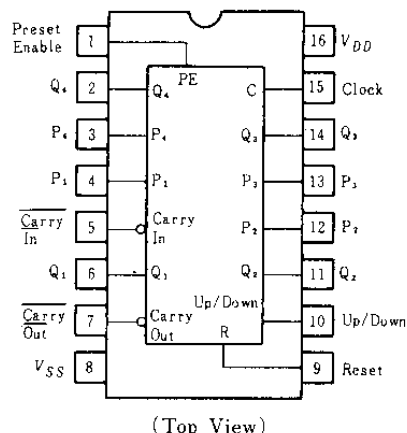 Preset
Enable
1
16
V_DD
PE
Q₄
2
Q₄
C
15
Clock
P₄
3
P₄
Q₃
14
Q₃
P₁
4
P₁
P₃
13
P₃
Carry
In
5
Carry
In
P₂
12
P₂
Q₁
6
Q₁
Q₂
11
Q₂
Carry
Out
7
Carry
Out
Up/Down
10
Up/Down
V_SS
8
R
9
Reset
(Top View)